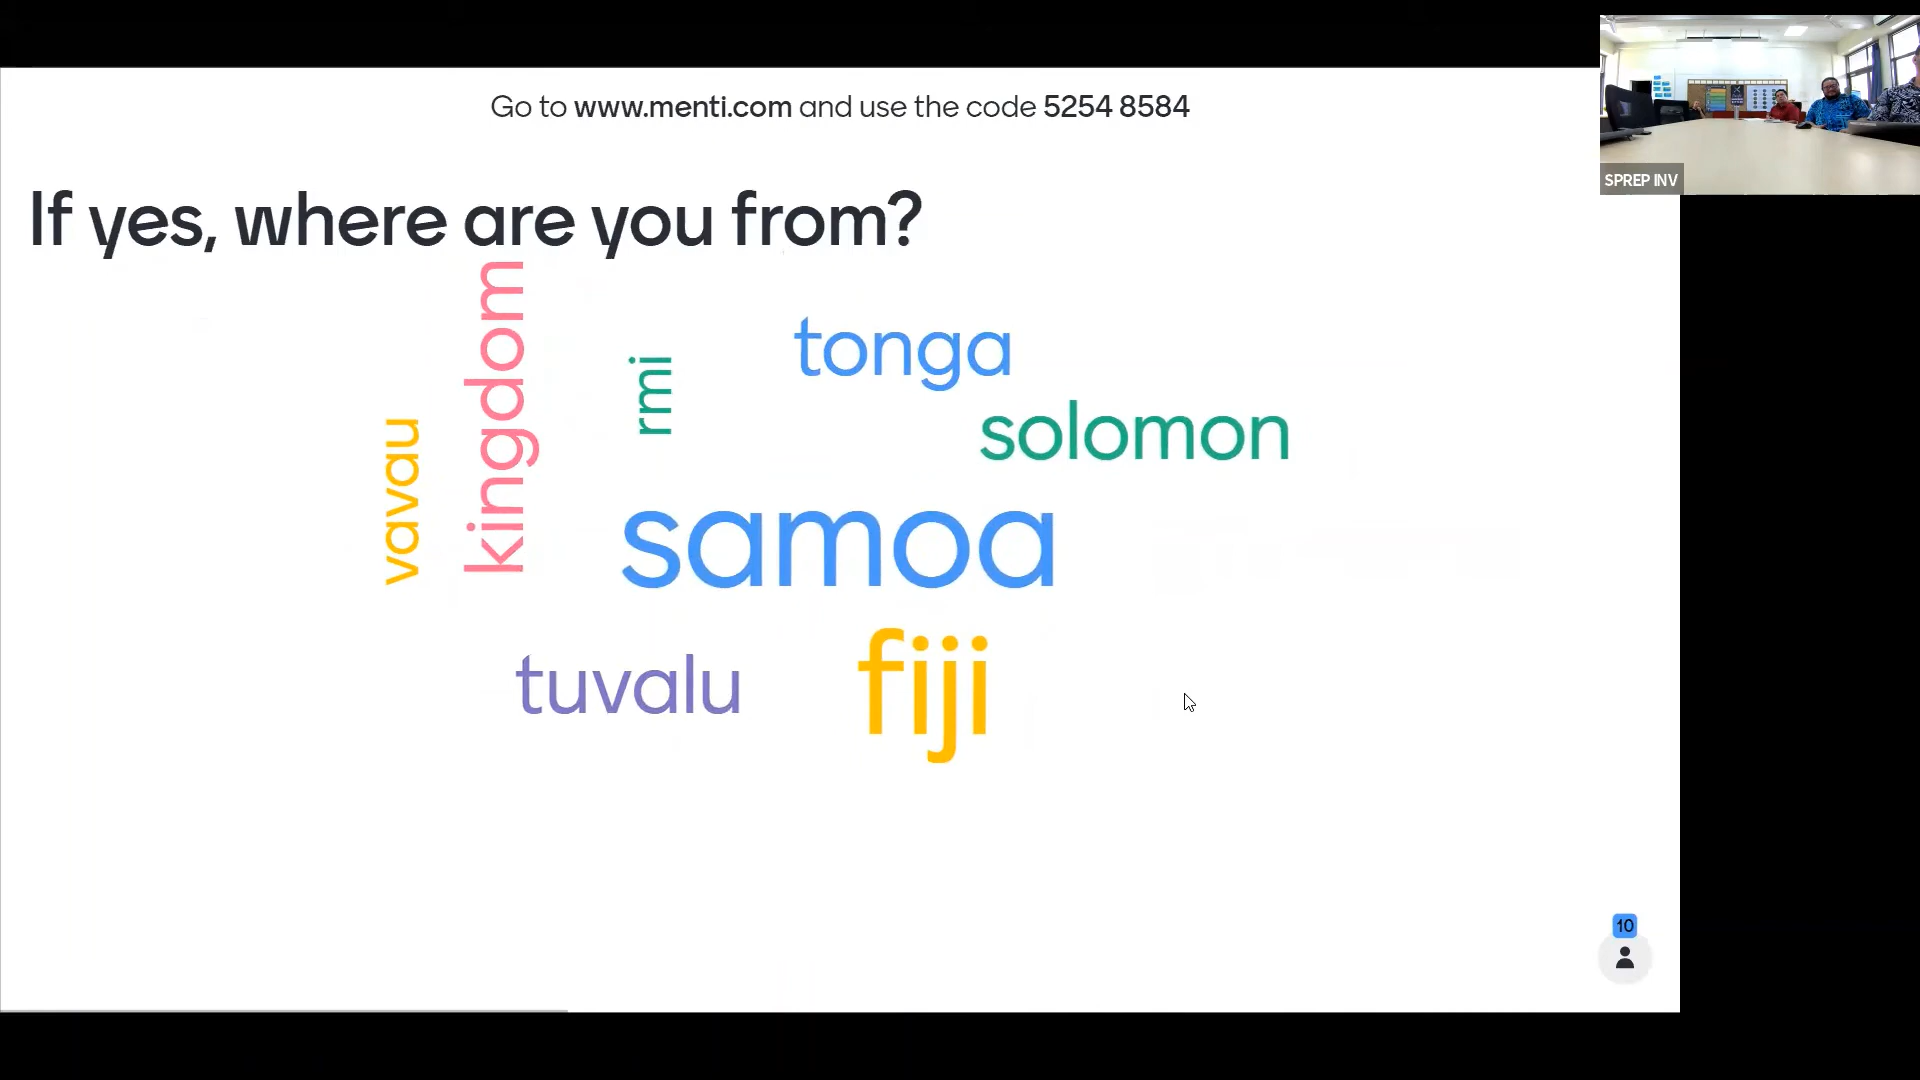 Go to www.menti.com and use the code 5254 8584
SPREP INV
If yes, where are you from?
vavau
kingdom
rmi
tonga
solomon
samoa
tuvalu
fiji
10